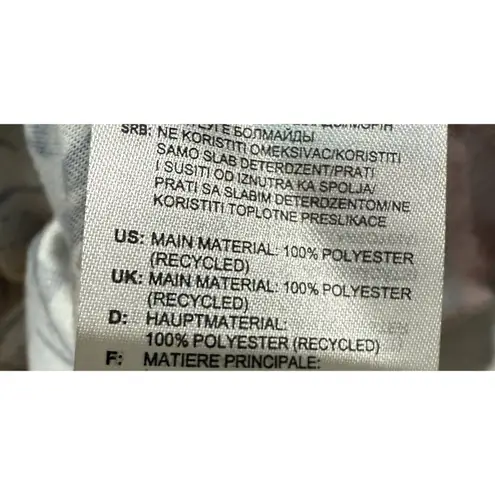 БОЛМАЙДЫ
SRB: NE KORISTITI OMEKSIVAC/KORISTITI
SAMO SLAB DETERDZENT/PRATI
I SUSITI OD IZNUTRA KA SPOLJA/
PRATI SA SLABIM DETERDZENTOM/NE
KORISTITI TOPLOTNE PRESLIKACE
US: MAIN MATERIAL: 100% POLYESTER
(RECYCLED)
UK: MAIN MATERIAL: 100% POLYESTER
(RECYCLED)
D: HAUPTMATERIAL:
100% POLYESTER (RECYCLED)
F: MATIERE PRINCIPALE: